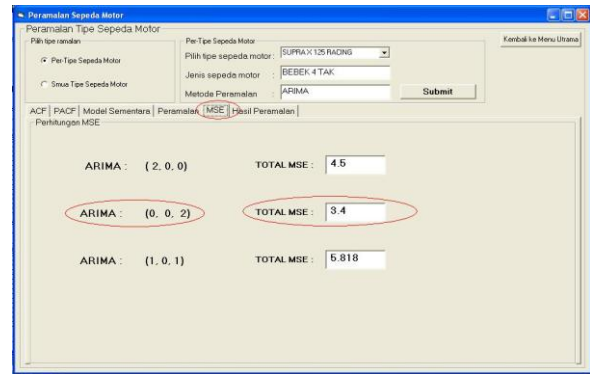 Peramalan Sepeda Motor
Peramalan Tipe Sepeda Motor
Pilih tipe ramalan
Per-Tipe Sepeda Motor
Smua Tipe Sepeda Motor
Per-Tipe Sepeda Motor
Pilih tipe sepeda motor : SUPRA X 125 RACING
Jenis sepeda motor : BEBEK 4 TAK
Metode Peramalan : ARIMA
Submit
Kembali ke Menu Utrama
ACF PACF Model Sementara Peramalan MSE Hasil Peramalan
Perhitungan MSE
ARIMA : ( 2, 0, 0) TOTAL MSE : 4.5
ARIMA : (0, 0, 2) TOTAL MSE : 3.4
ARIMA : (1, 0, 1) TOTAL MSE : 5.818